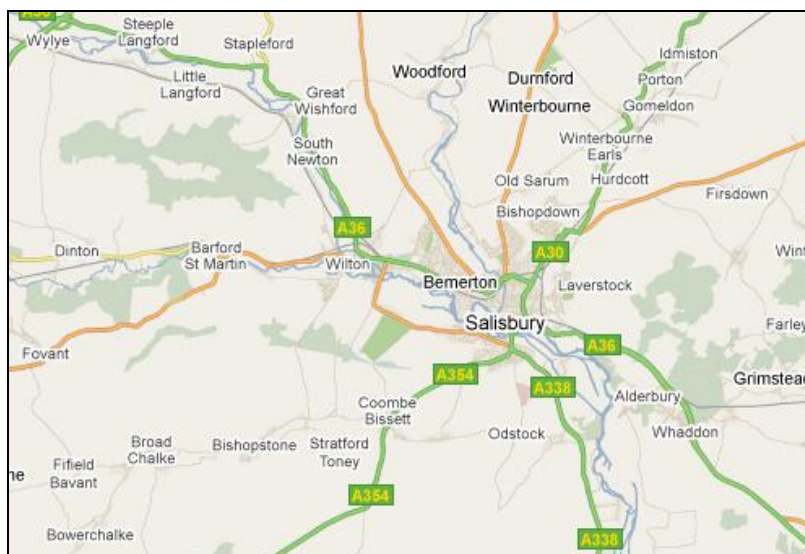 Steeple
Langford
Wylye
Stapleford
Little
Langford
Great
Wishford
Woodford
Durnford
Winterbourne
Idmiston
Porton
Gomeldon
South
Newton
Winterbourne
Earls
Hurdcott
Old Sarum
Bishopdown
Firsdown
A36
A30
Dinton
Barford
St Martin
Wilton
Bemerton
Laverstock
Salisbury
A36
Farley
Fovant
A354
A338
Grimstead
Alderbury
Coombe
Bissett
Whaddon
Odstock
Broad
Chalke
Bishopstone
Stratford
Toney
Fifield
Bavant
A354
Bowerchalke
A338